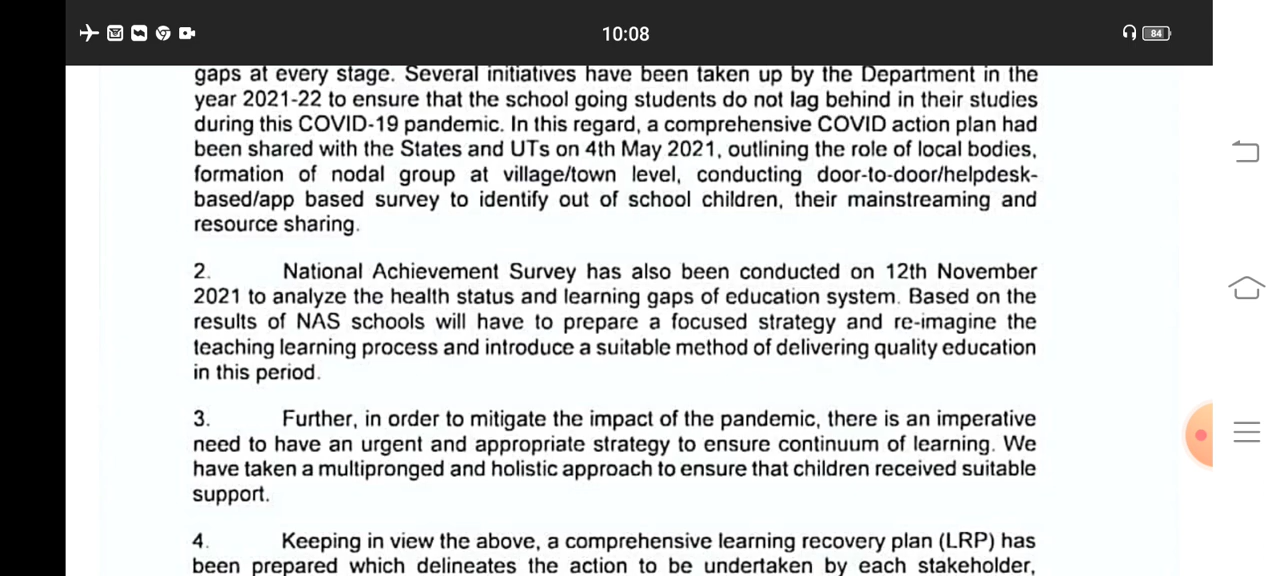 10:08
84
gaps at every stage. Several initiatives have been taken up by the Department in the
year 2021-22 to ensure that the school going students do not lag behind in their studies
during this COVID-19 pandemic. In this regard, a comprehensive COVID action plan had
been shared with the States and UTs on 4th May 2021, outlining the role of local bodies,
formation of nodal group at village/town level, conducting door-to-door/helpdesk-
based/app based survey to identify out of school children, their mainstreaming and
resource sharing.
2. National Achievement Survey has also been conducted on 12th November
2021 to analyze the health status and learning gaps of education system. Based on the
results of NAS schools will have to prepare a focused strategy and re-imagine the
teaching learning process and introduce a suitable method of delivering quality education
in this period.
3. Further, in order to mitigate the impact of the pandemic, there is an imperative
need to have an urgent and appropriate strategy to ensure continuum of learning. We
have taken a multipronged and holistic approach to ensure that children received suitable
support.
4. Keeping in view the above, a comprehensive learning recovery plan (LRP) has
been prepared which delineates the action to be undertaken by each stakeholder,